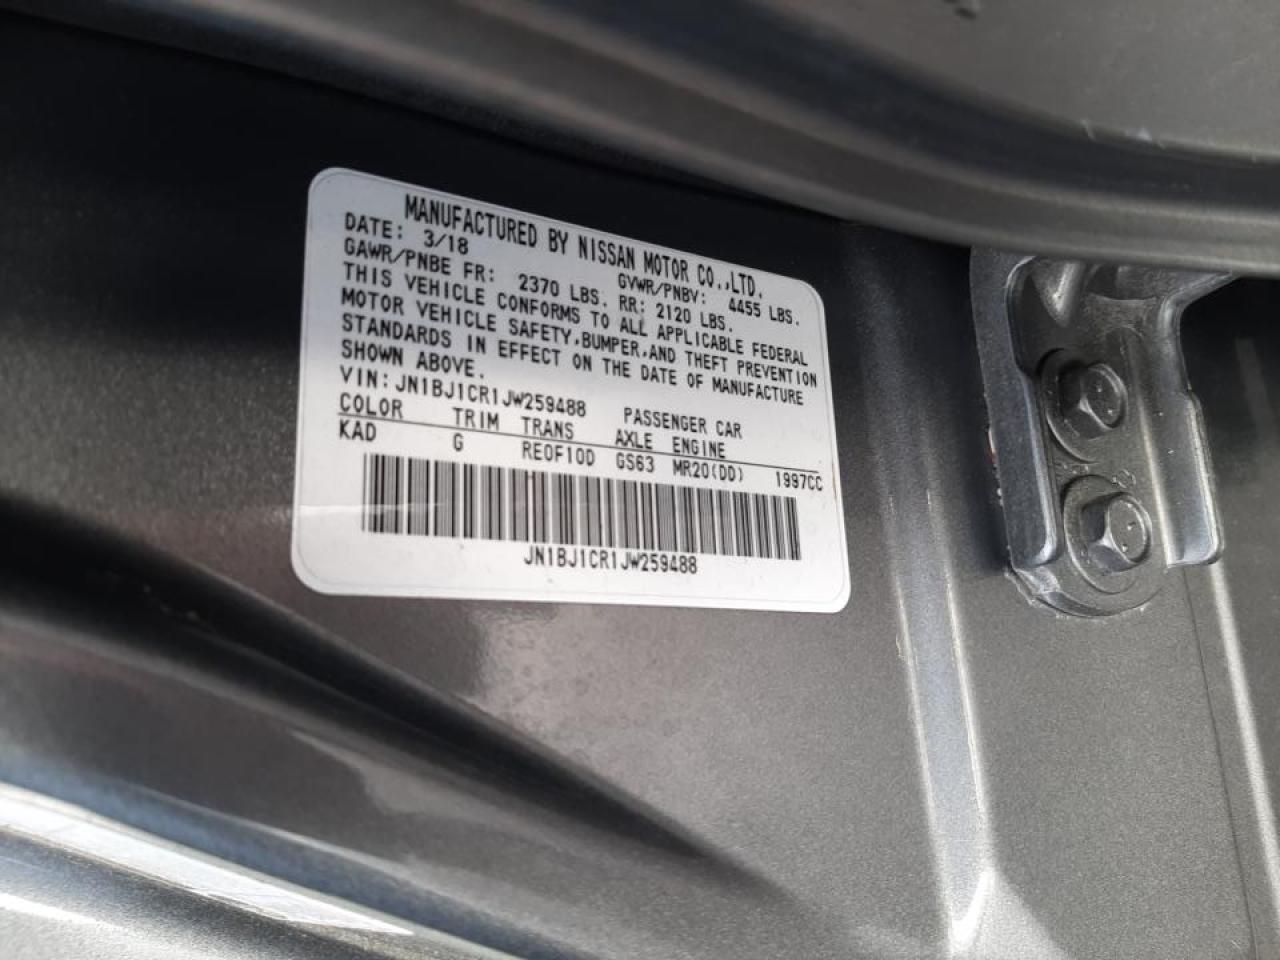 MANUFACTURED BY NISSAN MOTOR CO.,LTD.
DATE: 3/18 GVWR/PNBV: 4455 LBS.
GAWR/PNBE FR: 2370 LBS. RR: 2120 LBS.
THIS VEHICLE CONFORMS TO ALL APPLICABLE FEDERAL
MOTOR VEHICLE SAFETY,BUMPER,AND THEFT PREVENTION
STANDARDS IN EFFECT ON THE DATE OF MANUFACTURE
SHOWN ABOVE.
VIN:JN1BJ1CR1JW259488 PASSENGER CAR
COLOR TRIM TRANS AXLE ENGINE
KAD G RE0F10D GS63 MR20(DD) 1997CC
JN1BJ1CR1JW259488